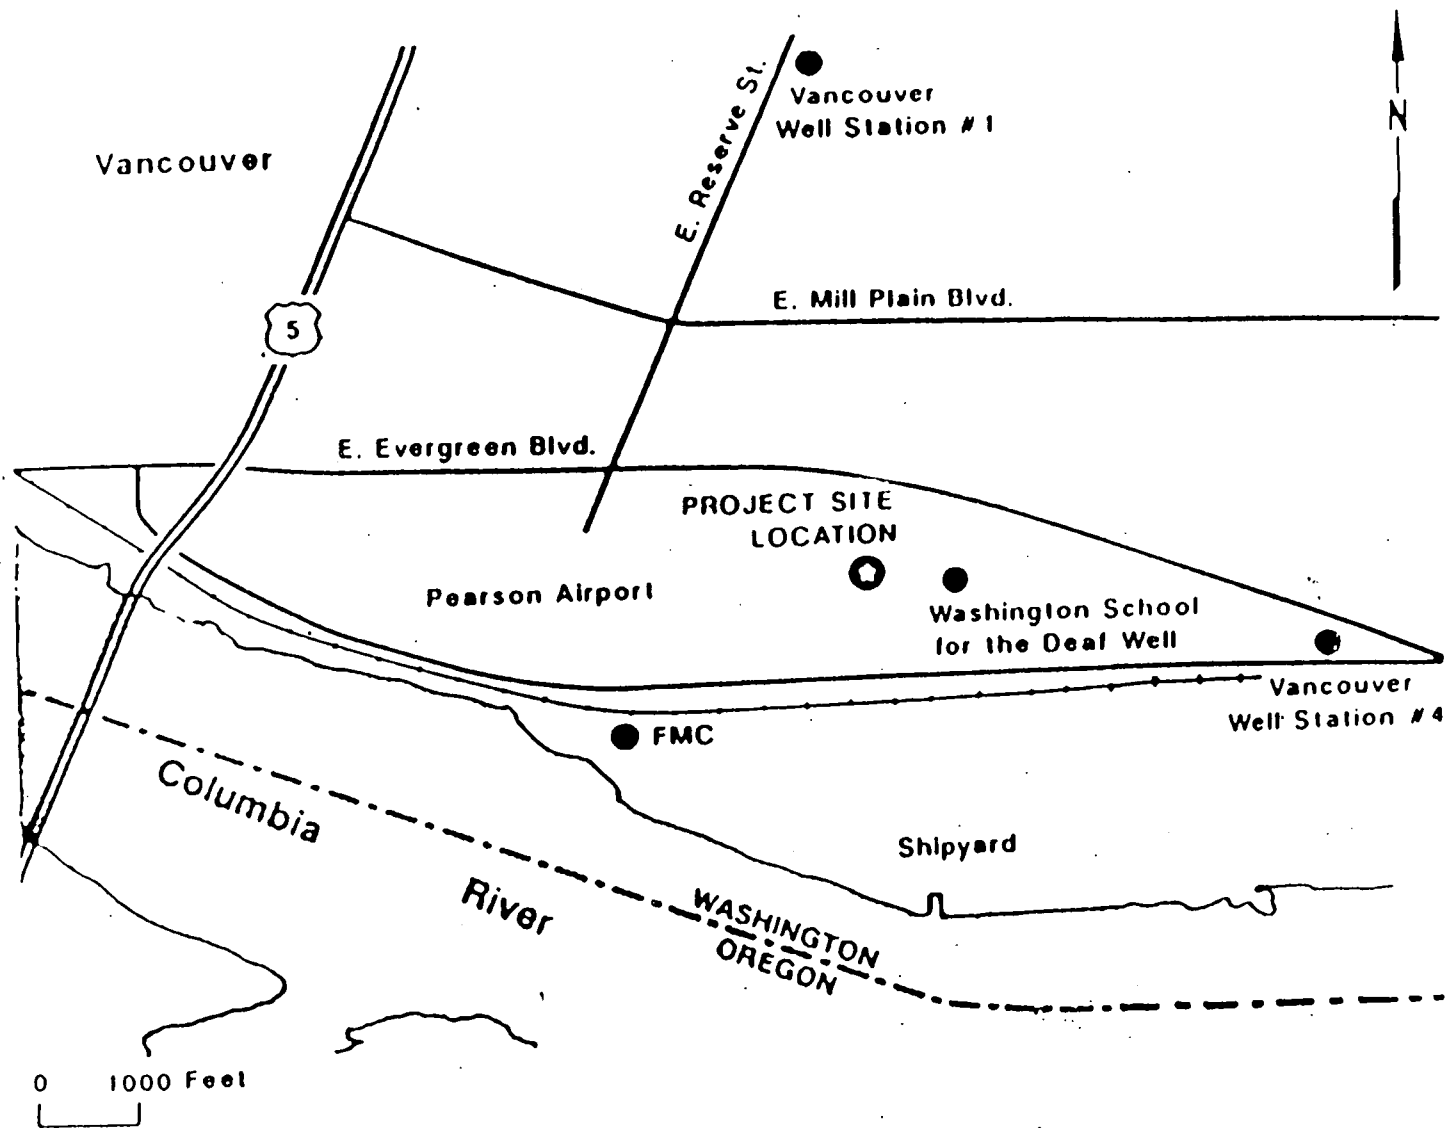 N
E. Reserve St.
Vancouver
Well Station #1
Vancouver
E. Mill Plain Blvd.
5
E. Evergreen Blvd.
PROJECT SITE
LOCATION
Pearson Airport
Washington School
for the Deaf Well
Vancouver
Well Station #4
FMC
Columbia
River
Shipyard
WASHINGTON
OREGON
0 1000 Feet